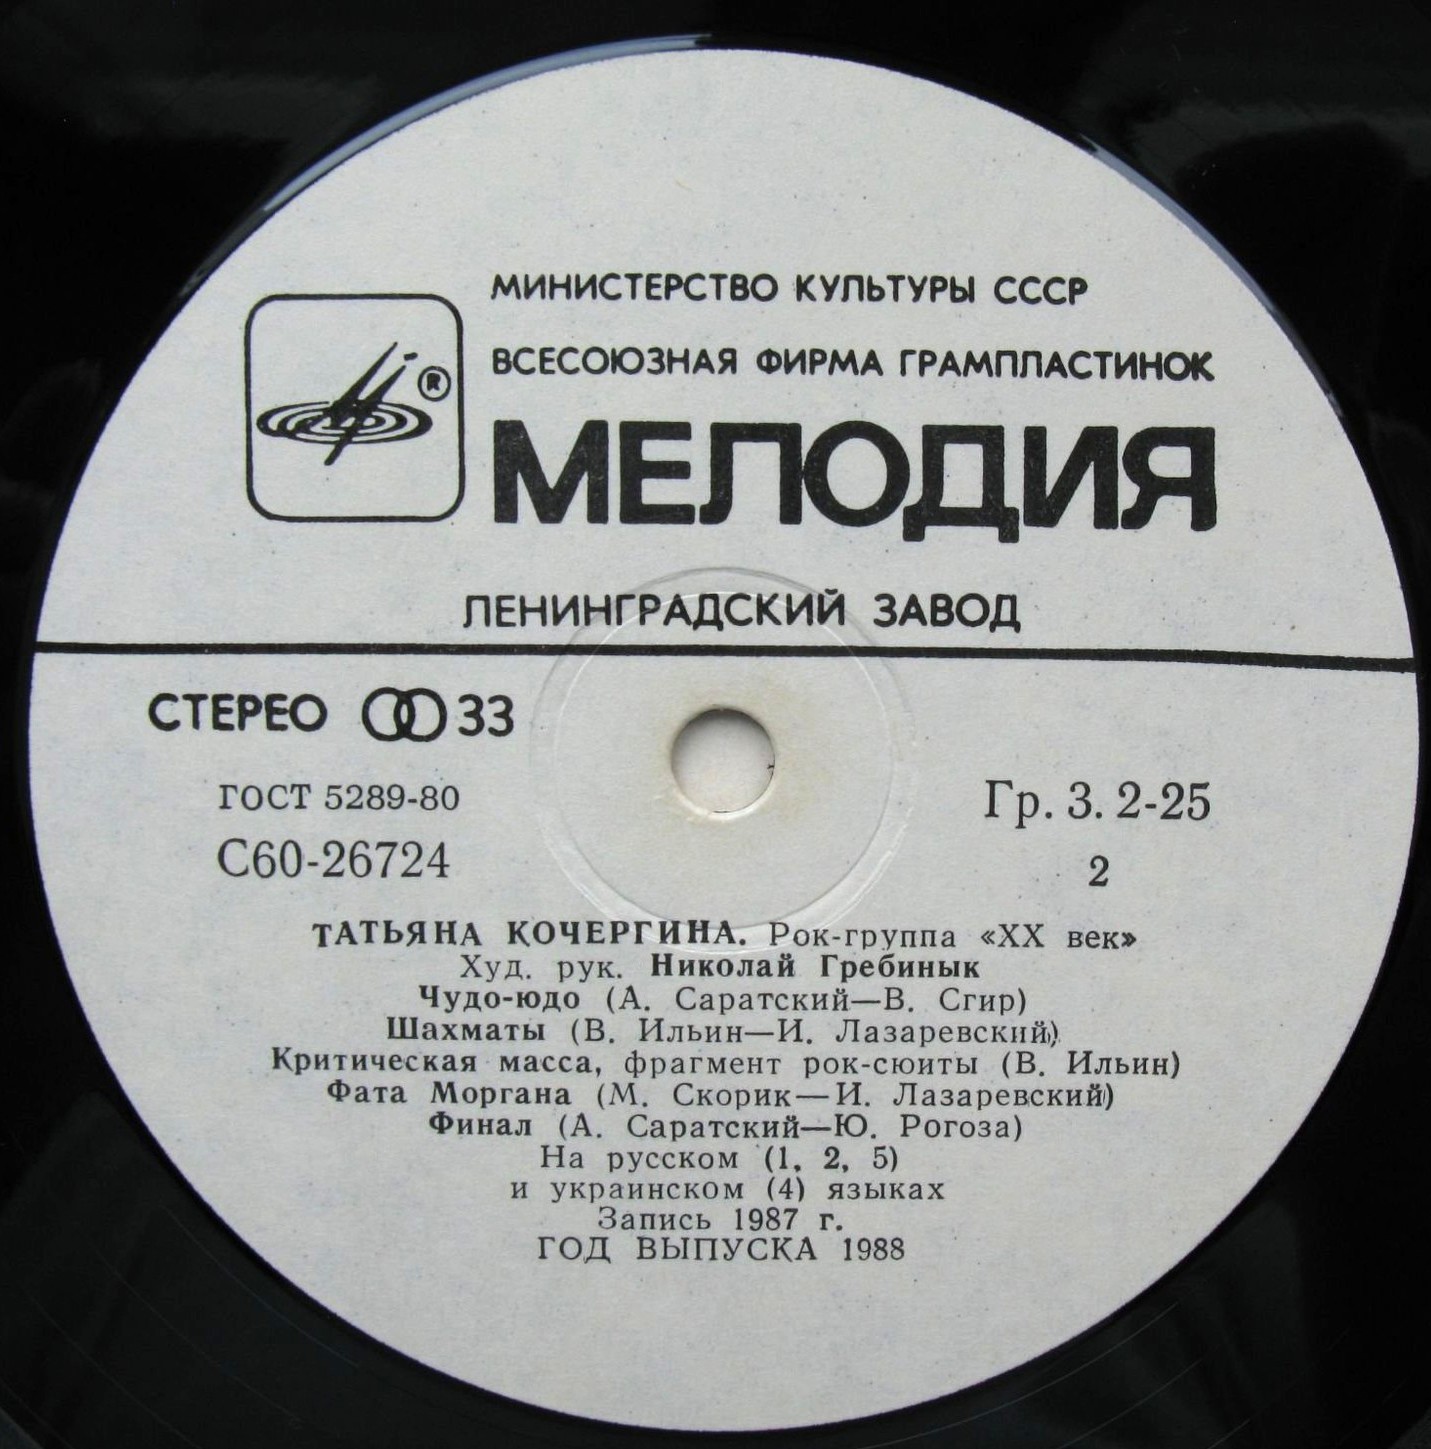 МИНИСТЕРСТВО КУЛЬТУРЫ СССР
ВСЕСОЮЗНАЯ ФИРМА ГРАМПЛАСТИНОК
®
МЕЛОДИЯ
ЛЕНИНГРАДСКИЙ ЗАВОД
СТЕРЕО 33
ГОСТ 5289-80
Гр. 3. 2-25
С60-26724
2
ТАТЬЯНА КОЧЕРГИНА. Рок-группа «ХХ век»
Худ. рук. Николай Гребинык
Чудо-юдо (А. Саратский—В. Сгир)
Шахматы (В. Ильин—И. Лазаревский)
Критическая масса, фрагмент рок-сюиты (В. Ильин)
Фата Моргана (М. Скорик—И. Лазаревский)
Финал (А. Саратский—Ю. Рогоза)
На русском (1, 2, 5)
и украинском (4) языках
Запись 1987 г.
ГОД ВЫПУСКА 1988